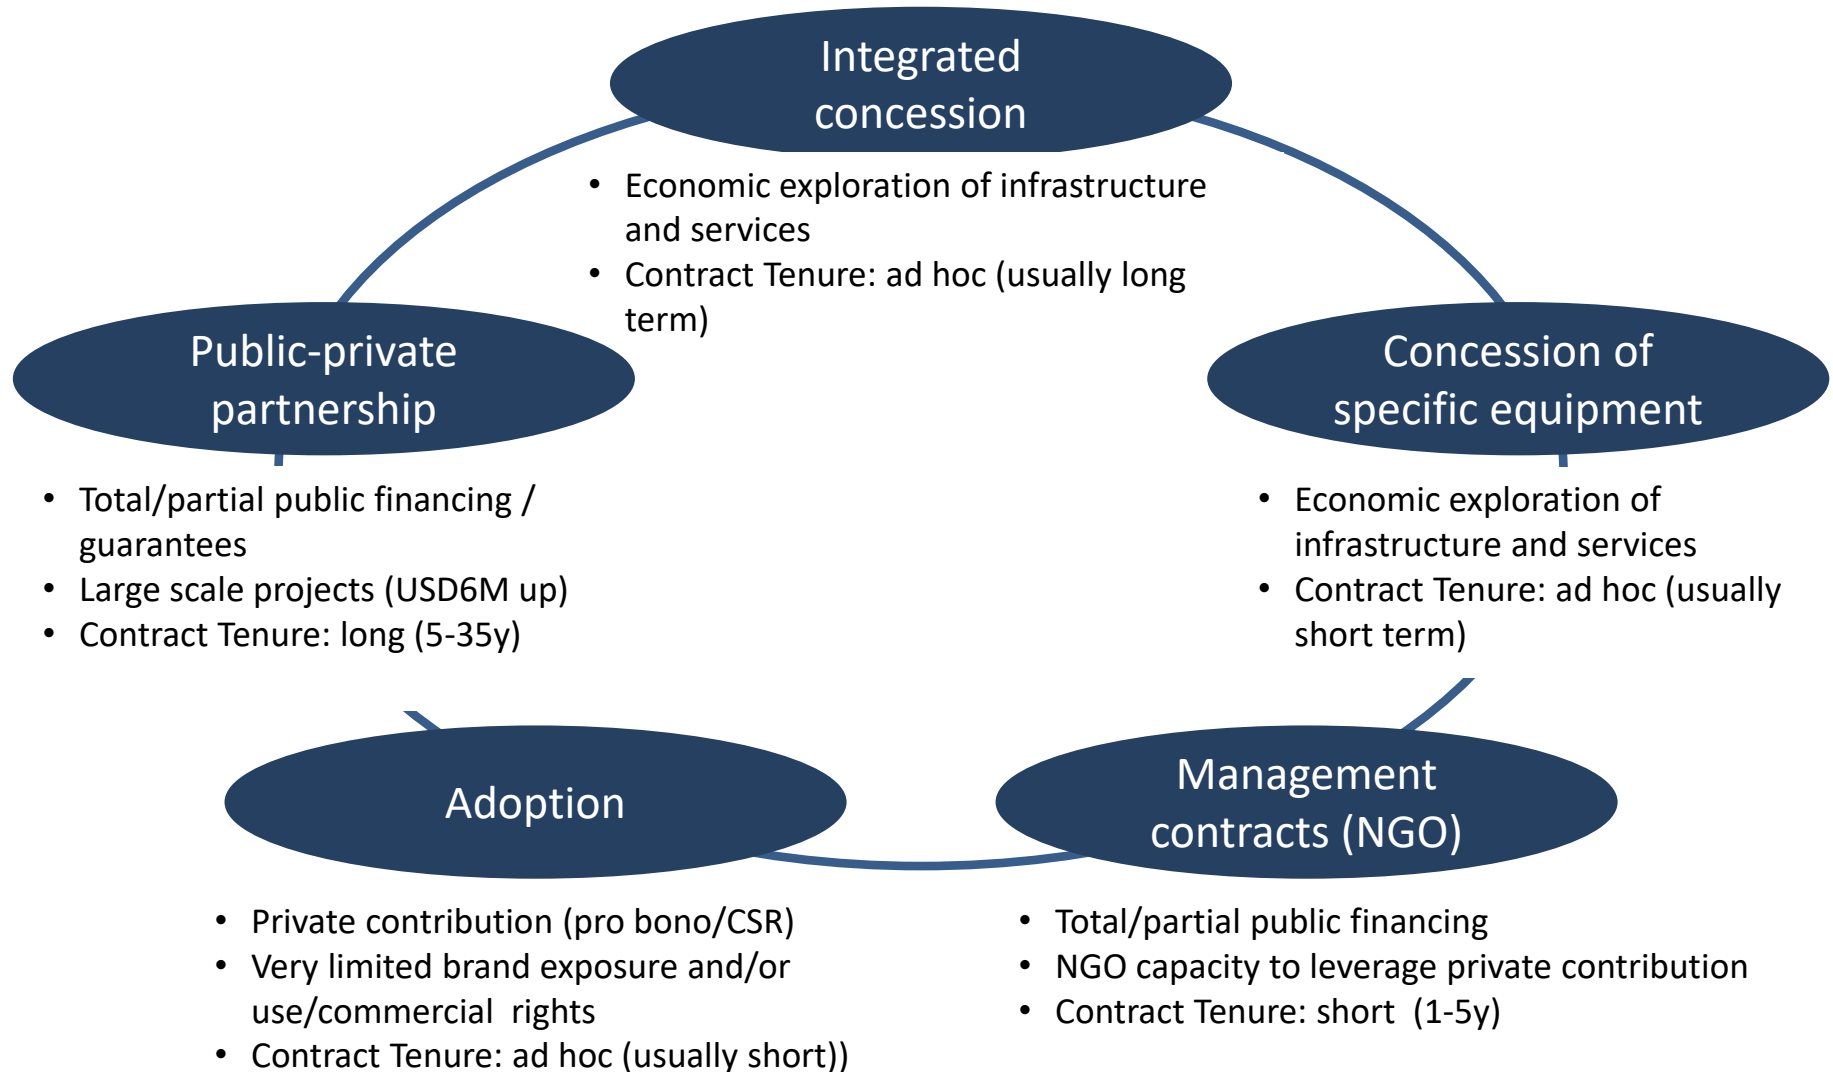 Integrated
concession
• Economic exploration of infrastructure
and services
• Contract Tenure: ad hoc (usually long
term)
Public-private
partnership
• Total/partial public financing /
guarantees
• Large scale projects (USD6M up)
• Contract Tenure: long (5-35y)
Concession of
specific equipment
• Economic exploration of
infrastructure and services
• Contract Tenure: ad hoc (usually
short term)
Adoption
• Private contribution (pro bono/CSR)
• Very limited brand exposure and/or
use/commercial  rights
• Contract Tenure: ad hoc (usually short))
Management
contracts (NGO)
• Total/partial public financing
• NGO capacity to leverage private contribution
• Contract Tenure: short  (1-5y)